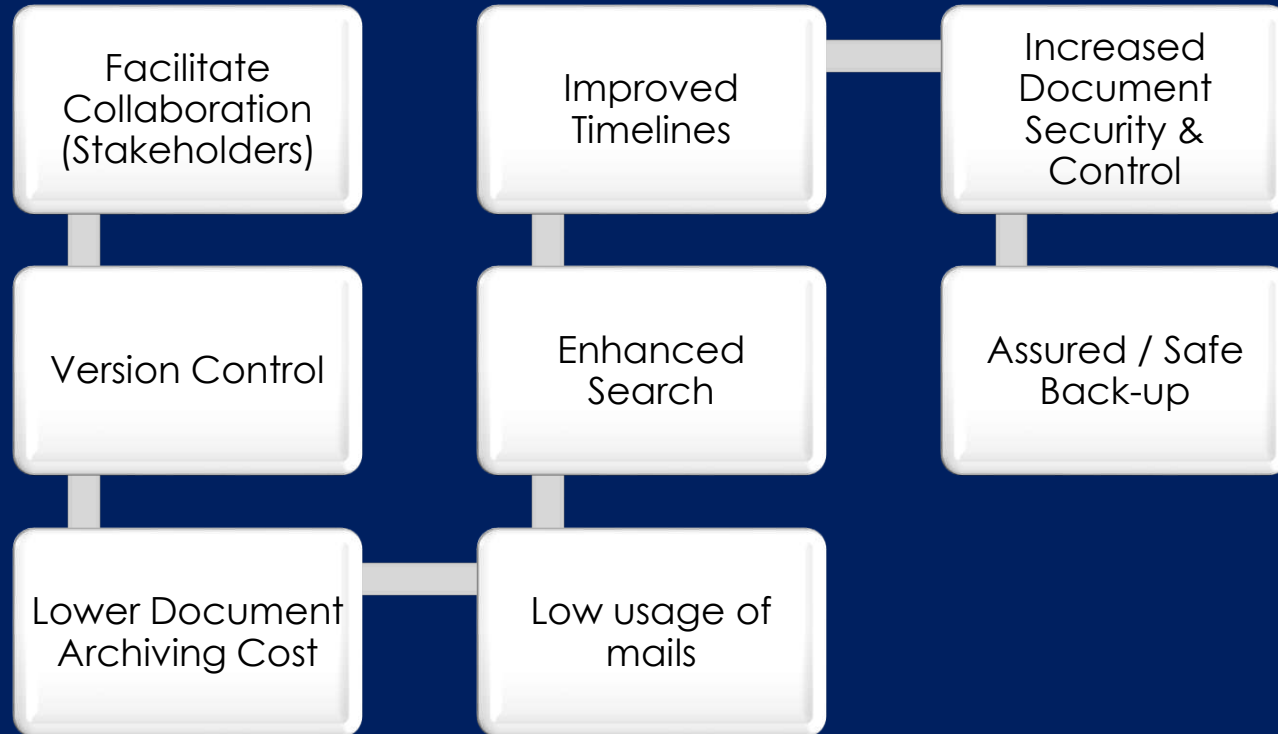 Facilitate
Collaboration
(Stakeholders)
Version Control
Lower Document
Archiving Cost
Low usage of
mails
Enhanced
Search
Improved
Timelines
Increased
Document
Security &
Control
Assured / Safe
Back-up